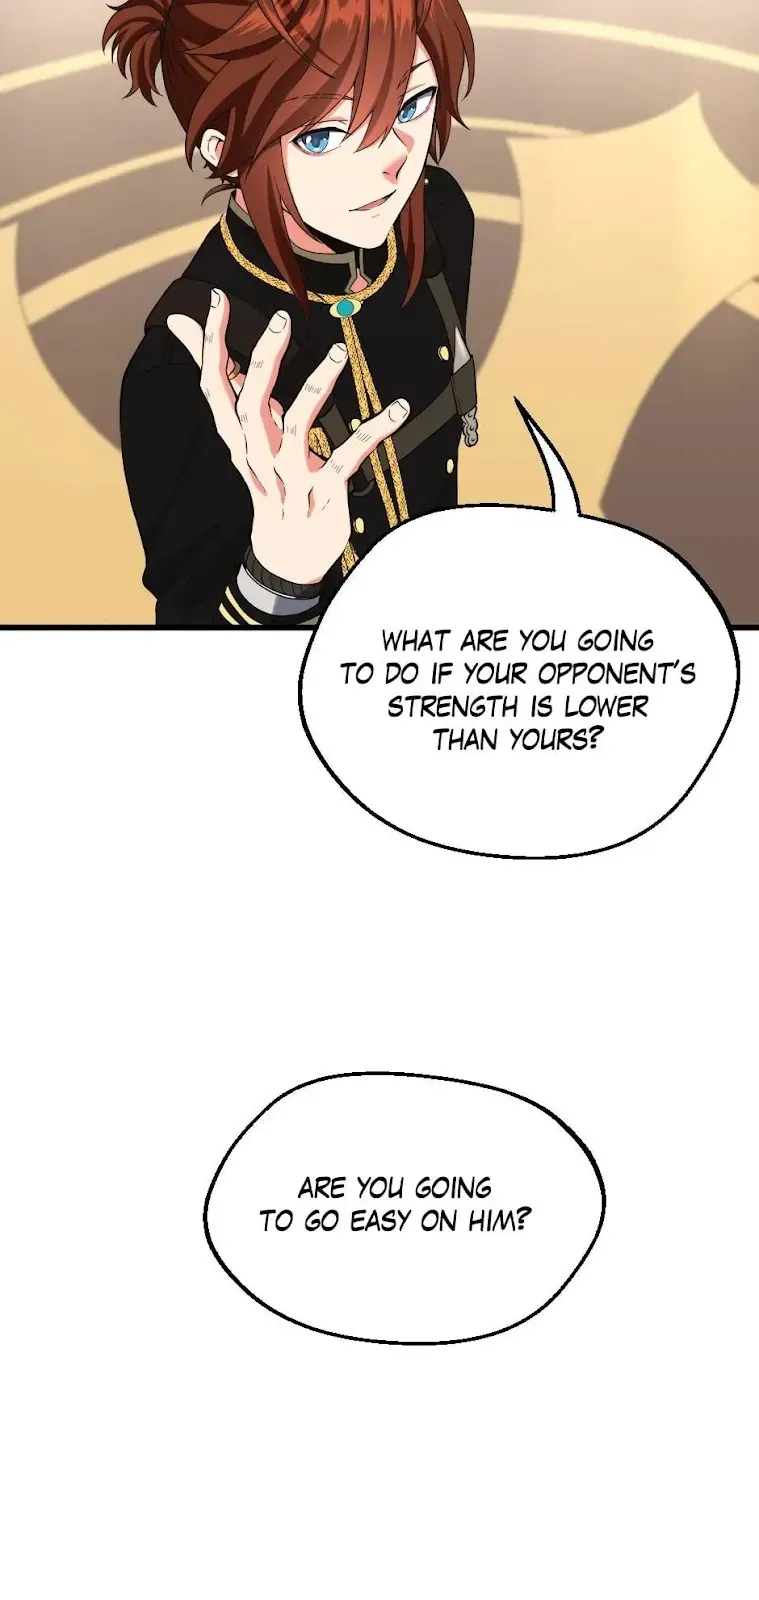 WHAT ARE YOU GOING
TO DO IF YOUR OPPONENT'S
STRENGTH IS LOWER
THAN YOURS?
ARE YOU GOING
TO GO EASY ON HIM?